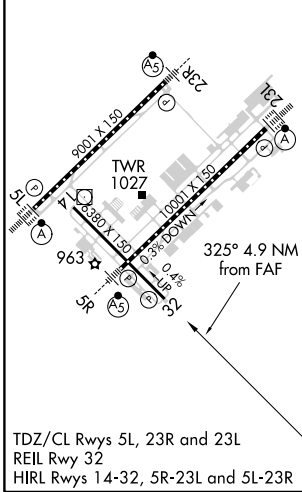 A5
23R
P
23L
9001 X 150
TWR
1027
P
A
5L
P
A
14
6380 X 150
10001 X 150
0.3% DOWN
963
P
5R
A5
P
0.4%
UP
32
325° 4.9 NM
from FAF
TDZ/CL Rwys 5L, 23R and 23L
REIL Rwy 32
HIRL Rwys 14-32, 5R-23L and 5L-23R